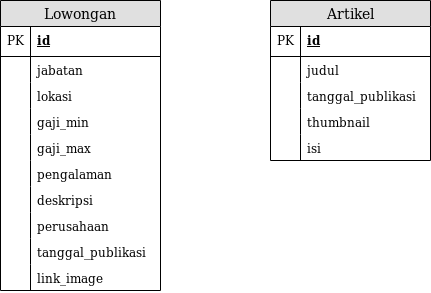 Lowongan
PK id
jabatan
lokasi
gaji_min
gaji_max
pengalaman
deskripsi
perusahaan
tanggal_publikasi
link_image
Artikel
PK id
judul
tanggal_publikasi
thumbnail
isi